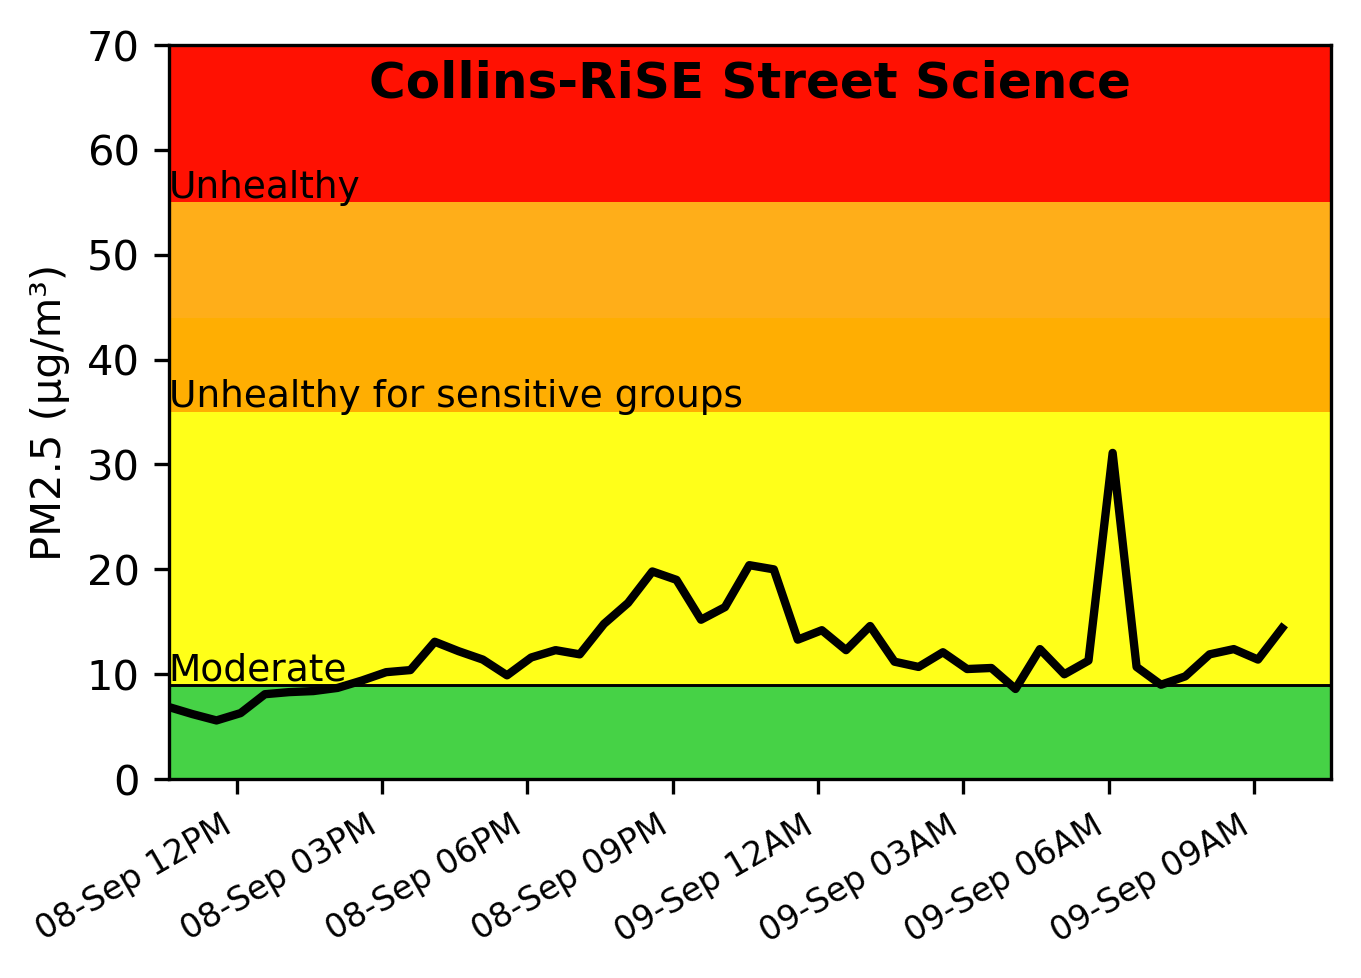 Collins-RiSE Street Science
70
60
50
40
30
20
10
0
PM2.5 (µg/m³)
Unhealthy
Unhealthy for sensitive groups
Moderate
08-Sep 12PM
08-Sep 03PM
08-Sep 06PM
08-Sep 09PM
09-Sep 12AM
09-Sep 03AM
09-Sep 06AM
09-Sep 09AM